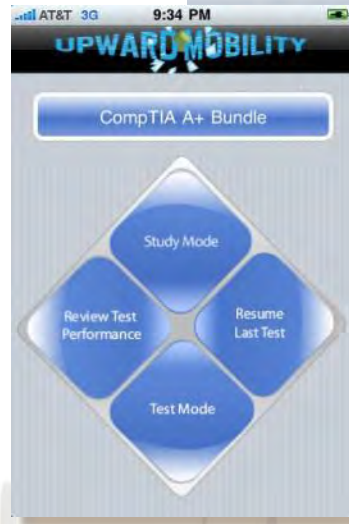 AT&T 3G 9:34 PM
UPWARD MOBILITY
CompTIA A+ Bundle
Study Mode
Review Test
Performance
Resume
Last Test
Test Mode